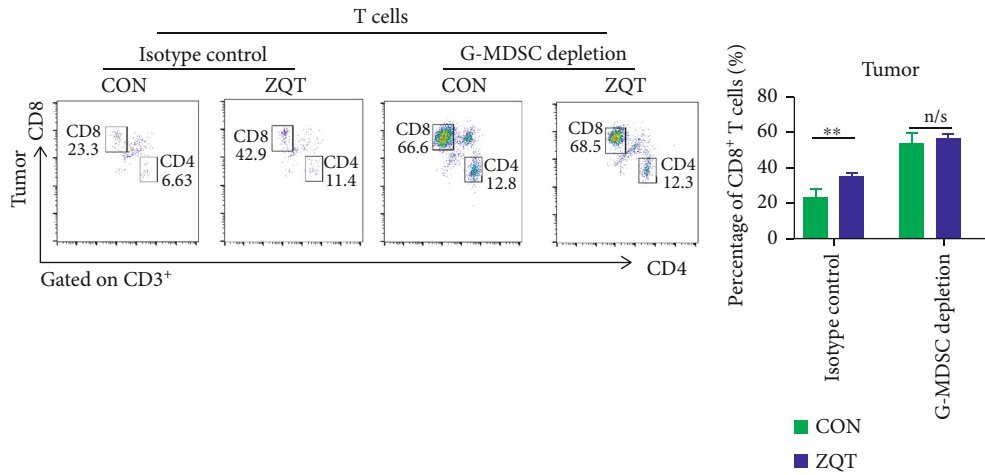 T cells
Isotype control
G-MDSC depletion
CON
ZQT
CON
ZQT
Tumor
CD8
CD8
23.3
CD4
6.63
CD8
42.9
CD4
11.4
CD8
66.6
CD4
12.8
CD8
68.5
CD4
12.3
Gated on CD3⁺
CD4
Tumor
Percentage of CD8⁺ T cells (%)
80
60
40
20
0
**
n/s
Isotype control
G-MDSC depletion
CON
ZQT